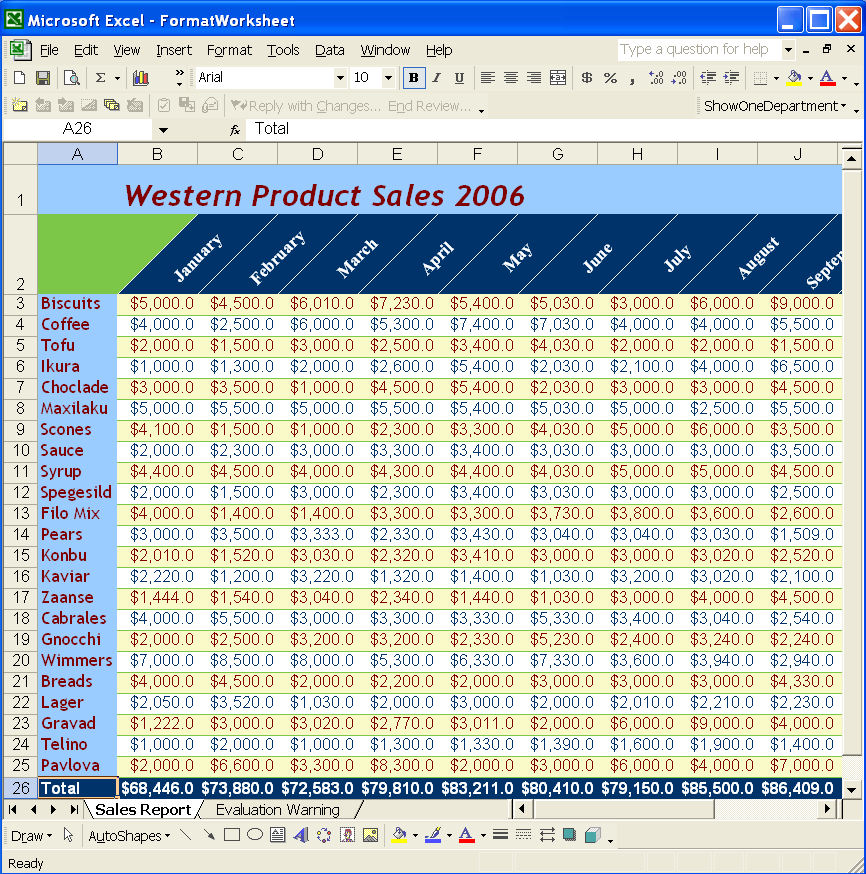 Microsoft Excel - FormatWorksheet
File Edit View Insert Format Tools Data Window Help Type a question for help
Σ Arial 10 B I U $ % ,
Reply with Changes... End Review... ShowOneDepartment
A26 fx Total
A B C D E F G H I J
1 Western Product Sales 2006
2 January February March April May June July August Septem
3 Biscuits $5,000.0 $4,500.0 $6,010.0 $7,230.0 $5,400.0 $5,030.0 $3,000.0 $6,000.0 $9,000.0
4 Coffee $4,000.0 $2,500.0 $6,000.0 $5,300.0 $7,400.0 $7,030.0 $4,000.0 $4,000.0 $5,500.0
5 Tofu $2,000.0 $1,500.0 $3,000.0 $2,500.0 $3,400.0 $4,030.0 $2,000.0 $2,000.0 $1,500.0
6 Ikura $1,000.0 $1,300.0 $2,000.0 $2,600.0 $5,400.0 $2,030.0 $2,100.0 $4,000.0 $6,500.0
7 Choclade $3,000.0 $3,500.0 $1,000.0 $4,500.0 $5,400.0 $2,030.0 $3,000.0 $3,000.0 $4,500.0
8 Maxilaku $5,000.0 $5,500.0 $5,000.0 $5,500.0 $5,400.0 $5,030.0 $5,000.0 $2,500.0 $5,500.0
9 Scones $4,100.0 $1,500.0 $1,000.0 $2,300.0 $3,300.0 $4,030.0 $5,000.0 $6,000.0 $3,500.0
10 Sauce $2,000.0 $2,300.0 $3,000.0 $3,300.0 $3,400.0 $3,030.0 $3,000.0 $3,000.0 $3,500.0
11 Syrup $4,400.0 $4,500.0 $4,000.0 $4,300.0 $4,400.0 $4,030.0 $5,000.0 $5,000.0 $4,500.0
12 Spegesild $2,000.0 $1,500.0 $3,000.0 $2,300.0 $3,400.0 $3,030.0 $3,000.0 $3,000.0 $2,500.0
13 Filo Mix $4,000.0 $1,400.0 $1,400.0 $3,300.0 $3,300.0 $3,730.0 $3,800.0 $3,600.0 $2,600.0
14 Pears $3,000.0 $3,500.0 $3,333.0 $2,330.0 $3,430.0 $3,040.0 $3,040.0 $3,030.0 $1,509.0
15 Konbu $2,010.0 $1,520.0 $3,030.0 $2,320.0 $3,410.0 $3,000.0 $3,000.0 $3,020.0 $2,520.0
16 Kaviar $2,220.0 $1,200.0 $3,220.0 $1,320.0 $1,400.0 $1,030.0 $3,200.0 $3,020.0 $2,100.0
17 Zaanse $1,444.0 $1,540.0 $3,040.0 $2,340.0 $1,440.0 $1,030.0 $3,000.0 $4,000.0 $4,500.0
18 Cabrales $4,000.0 $5,500.0 $3,000.0 $3,300.0 $3,330.0 $5,330.0 $3,400.0 $3,040.0 $2,540.0
19 Gnocchi $2,000.0 $2,500.0 $3,200.0 $3,200.0 $2,330.0 $5,230.0 $2,400.0 $3,240.0 $2,240.0
20 Wimmers $7,000.0 $8,500.0 $8,000.0 $5,300.0 $6,330.0 $7,330.0 $3,600.0 $3,940.0 $2,940.0
21 Breads $4,000.0 $4,500.0 $2,000.0 $2,200.0 $2,000.0 $3,000.0 $3,000.0 $3,000.0 $4,330.0
22 Lager $2,050.0 $3,520.0 $1,030.0 $2,000.0 $3,000.0 $2,000.0 $2,010.0 $2,210.0 $2,230.0
23 Gravad $1,222.0 $3,000.0 $3,020.0 $2,770.0 $3,011.0 $2,000.0 $6,000.0 $9,000.0 $4,000.0
24 Telino $1,000.0 $2,000.0 $1,000.0 $1,300.0 $1,330.0 $1,390.0 $1,600.0 $1,900.0 $1,400.0
25 Pavlova $2,000.0 $6,600.0 $3,300.0 $8,300.0 $2,000.0 $3,000.0 $6,000.0 $4,000.0 $7,000.0
26 Total $68,446.0 $73,880.0 $72,583.0 $79,810.0 $83,211.0 $80,410.0 $79,150.0 $85,500.0 $86,409.0
Sales Report Evaluation Warning
Draw AutoShapes
Ready